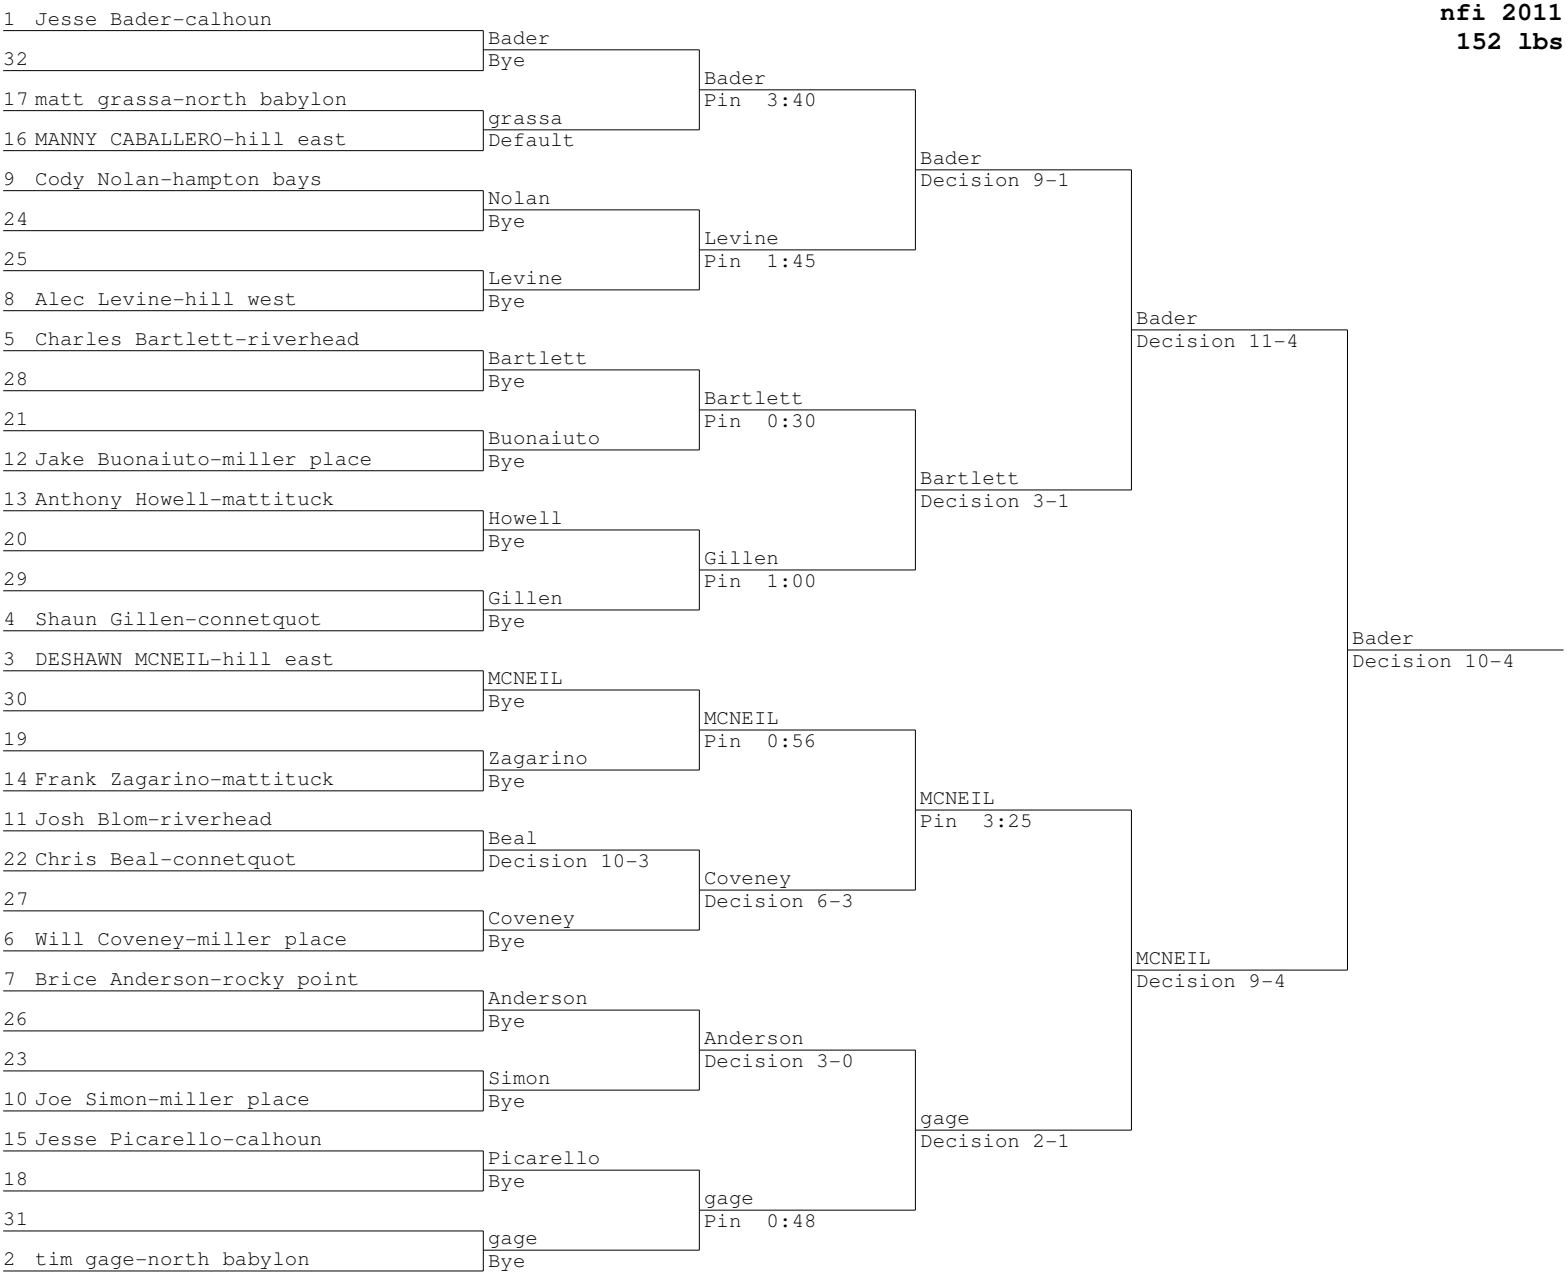 nfi 2011
152 lbs
1 Jesse Bader-calhoun
32
17 matt grassa-north babylon
16 MANNY CABALLERO-hill east
9 Cody Nolan-hampton bays
24
25
8 Alec Levine-hill west
5 Charles Bartlett-riverhead
28
21
12 Jake Buonaiuto-miller place
13 Anthony Howell-mattituck
20
29
4 Shaun Gillen-connetquot
3 DESHAWN MCNEIL-hill east
30
19
14 Frank Zagarino-mattituck
11 Josh Blom-riverhead
22 Chris Beal-connetquot
27
6 Will Coveney-miller place
7 Brice Anderson-rocky point
26
23
10 Joe Simon-miller place
15 Jesse Picarello-calhoun
18
31
2 tim gage-north babylon
Bader
Bye
grassa
Default
Nolan
Bye
Levine
Bye
Bartlett
Bye
Buonaiuto
Bye
Howell
Bye
Gillen
Bye
MCNEIL
Bye
Zagarino
Bye
Beal
Decision 10-3
Coveney
Bye
Anderson
Bye
Simon
Bye
Picarello
Bye
gage
Bye
Bader
Pin 3:40
Levine
Pin 1:45
Bartlett
Pin 0:30
Gillen
Pin 1:00
MCNEIL
Pin 0:56
Coveney
Decision 6-3
Anderson
Decision 3-0
gage
Pin 0:48
Bader
Decision 9-1
Bartlett
Decision 3-1
MCNEIL
Pin 3:25
gage
Decision 2-1
Bader
Decision 11-4
MCNEIL
Decision 9-4
Bader
Decision 10-4